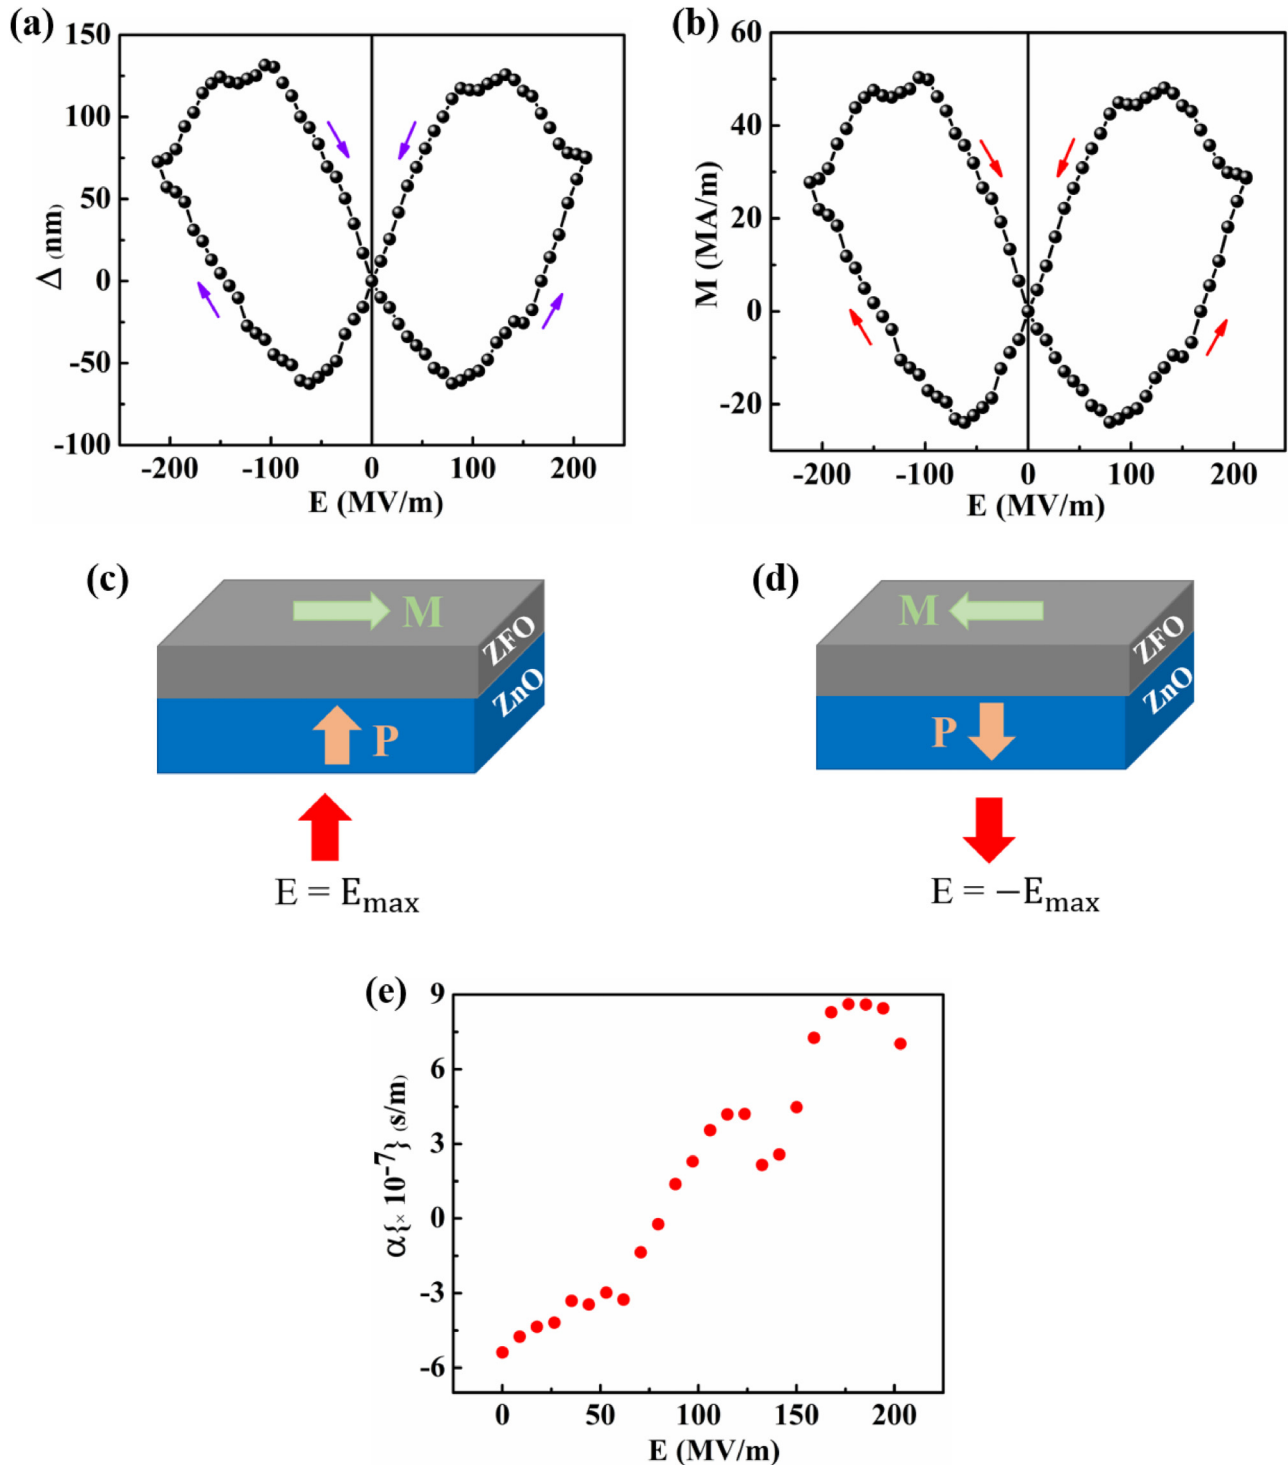 (a)
150
100
50
0
-50
-100
Δ (nm)
-200 -100 0 100 200
E (MV/m)
(b)
60
40
20
0
-20
M (MA/m)
-200 -100 0 100 200
E (MV/m)
(c)
M
ZFO
ZnO
P
E = Emax
(d)
M
ZFO
ZnO
P
E = −Emax
(e)
9
6
3
0
-3
-6
α{× 10⁻⁷} (s/m)
0 50 100 150 200
E (MV/m)